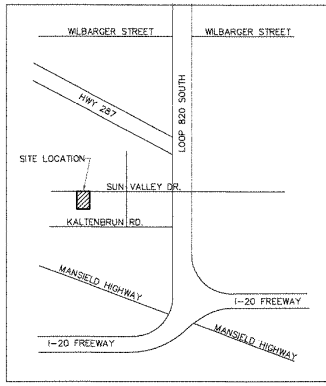 WILBARGER STREET
WILBARGER STREET
HWY 287
LOOP 820 SOUTH
SITE LOCATION
SUN VALLEY DR.
KALTENBRUN RD.
MANSIELD HIGHWAY
I-20 FREEWAY
I-20 FREEWAY
MANSIELD HIGHWAY